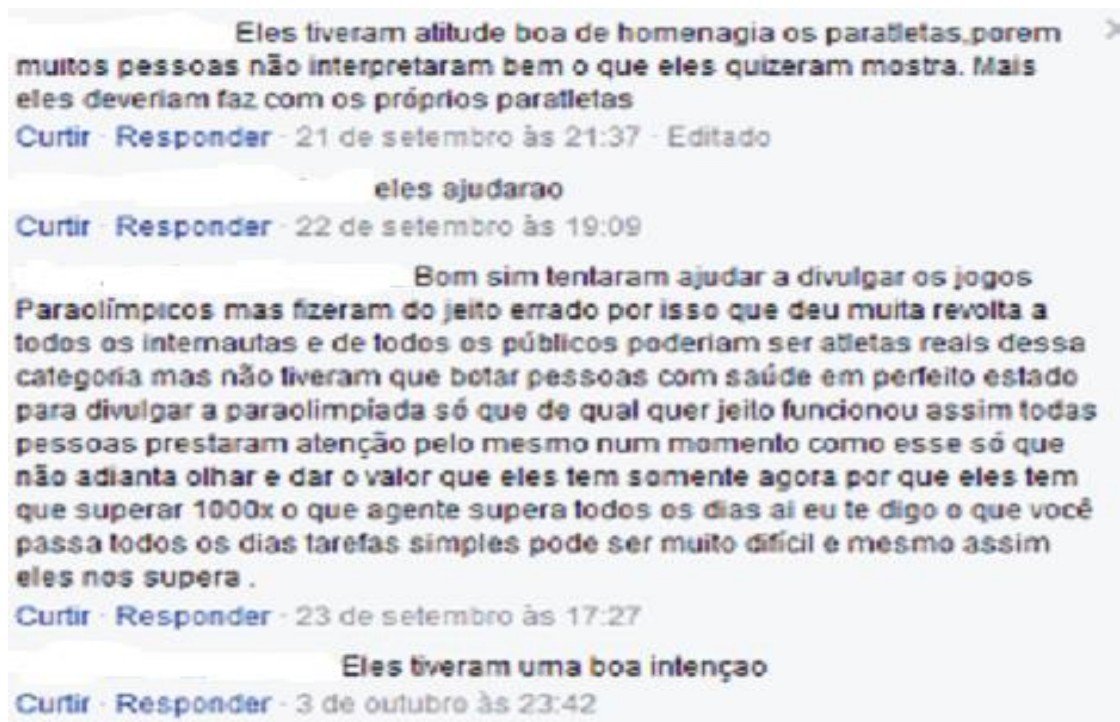 Eles tiveram atitude boa de homenagia os paratletas,porem
muitos pessoas não interpretaram bem o que eles quizeram mostra. Mais
eles deveriam faz com os próprios paratletas
Curtir · Responder · 21 de setembro às 21:37 · Editado
eles ajudarao
Curtir · Responder · 22 de setembro às 19:09
Bom sim tentaram ajudar a divulgar os jogos
Paraolímpicos mas fizeram do jeito errado por isso que deu muita revolta a
todos os internautas e de todos os públicos poderiam ser atletas reais dessa
categoria mas não tiveram que botar pessoas com saúde em perfeito estado
para divulgar a paraolimpíada só que de qual quer jeito funcionou assim todas
pessoas prestaram atenção pelo mesmo num momento como esse só que
não adianta olhar e dar o valor que eles tem somente agora por que eles tem
que superar 1000x o que agente supera todos os dias ai eu te digo o que você
passa todos os dias tarefas simples pode ser muito difícil e mesmo assim
eles nos supera .
Curtir · Responder · 23 de setembro às 17:27
Eles tiveram uma boa intençao
Curtir · Responder · 3 de outubro às 23:42